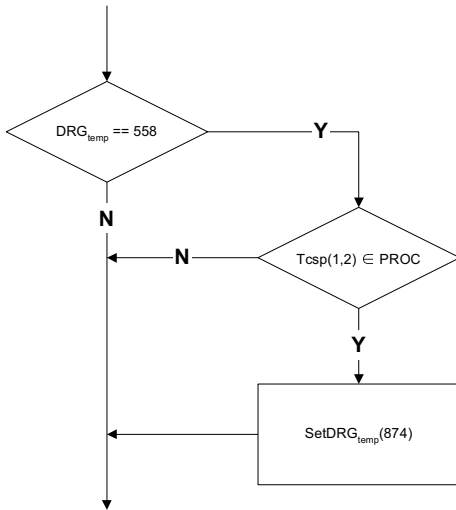 DRGtemp == 558
Y
N
N
Tcsp(1,2) ∈ PROC
Y
SetDRGtemp(874)